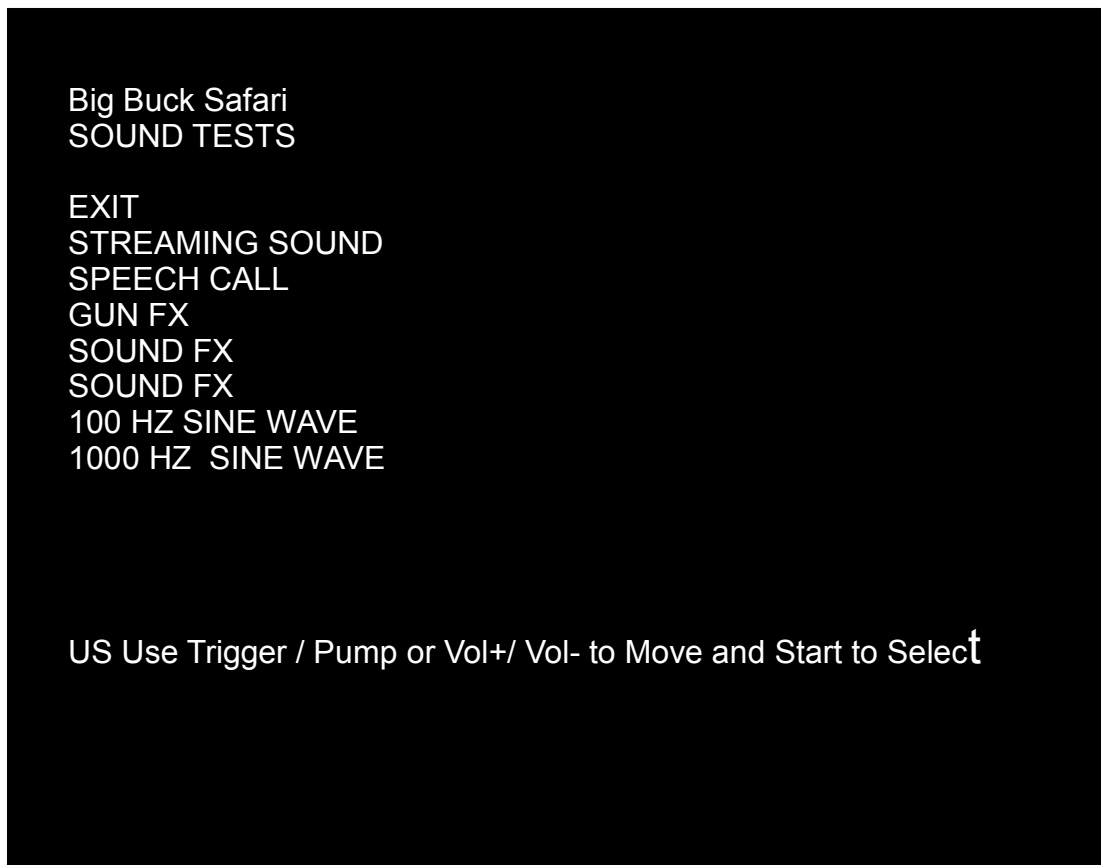 Big Buck Safari
SOUND TESTS
EXIT
STREAMING SOUND
SPEECH CALL
GUN FX
SOUND FX
SOUND FX
100 HZ SINE WAVE
1000 HZ  SINE WAVE
US Use Trigger / Pump or Vol+/ Vol- to Move and Start to Select